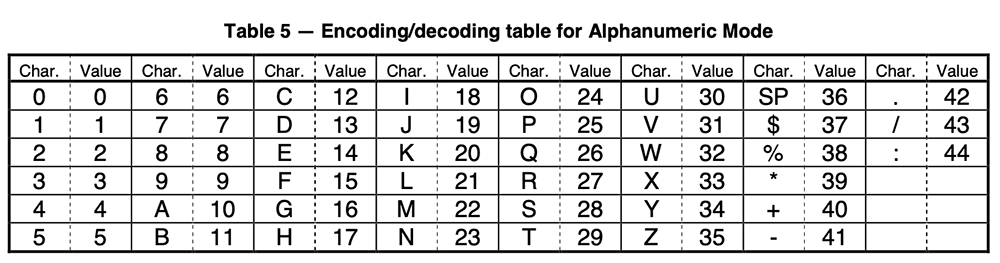 Table 5 — Encoding/decoding table for Alphanumeric Mode
Char. Value Char. Value Char. Value Char. Value Char. Value Char. Value Char. Value Char. Value
0 0 6 6 C 12 I 18 O 24 U 30 SP 36 . 42
1 1 7 7 D 13 J 19 P 25 V 31 $ 37 / 43
2 2 8 8 E 14 K 20 Q 26 W 32 % 38 : 44
3 3 9 9 F 15 L 21 R 27 X 33 * 39
4 4 A 10 G 16 M 22 S 28 Y 34 + 40
5 5 B 11 H 17 N 23 T 29 Z 35 - 41